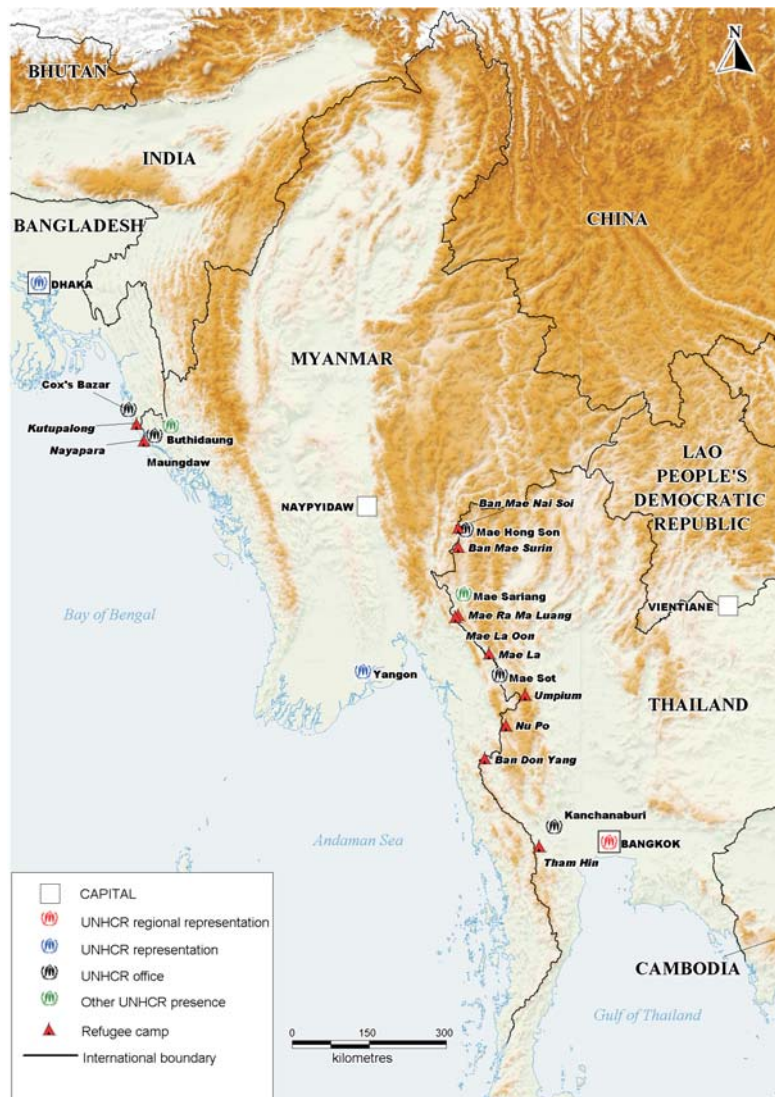 N
BHUTAN
INDIA
BANGLADESH
CHINA
DHAKA
MYANMAR
Cox's Bazar
Kutupalong
Buthidaung
Nayapara
Maungdaw
LAO
PEOPLE'S
DEMOCRATIC
REPUBLIC
Ban Mae Nai Soi
NAYPYIDAW
Mae Hong Son
Ban Mae Surin
Mae Sariang
VIENTIANE
Bay of Bengal
Mae Ra Ma Luang
Mae La Oon
Mae La
Yangon
Mae Sot
Umpium
THAILAND
Nu Po
Ban Don Yang
Kanchanaburi
Andaman Sea
BANGKOK
Tham Hin
CAMBODIA
Gulf of Thailand
CAPITAL
UNHCR regional representation
UNHCR representation
UNHCR office
Other UNHCR presence
Refugee camp
International boundary
0 150 300
kilometres